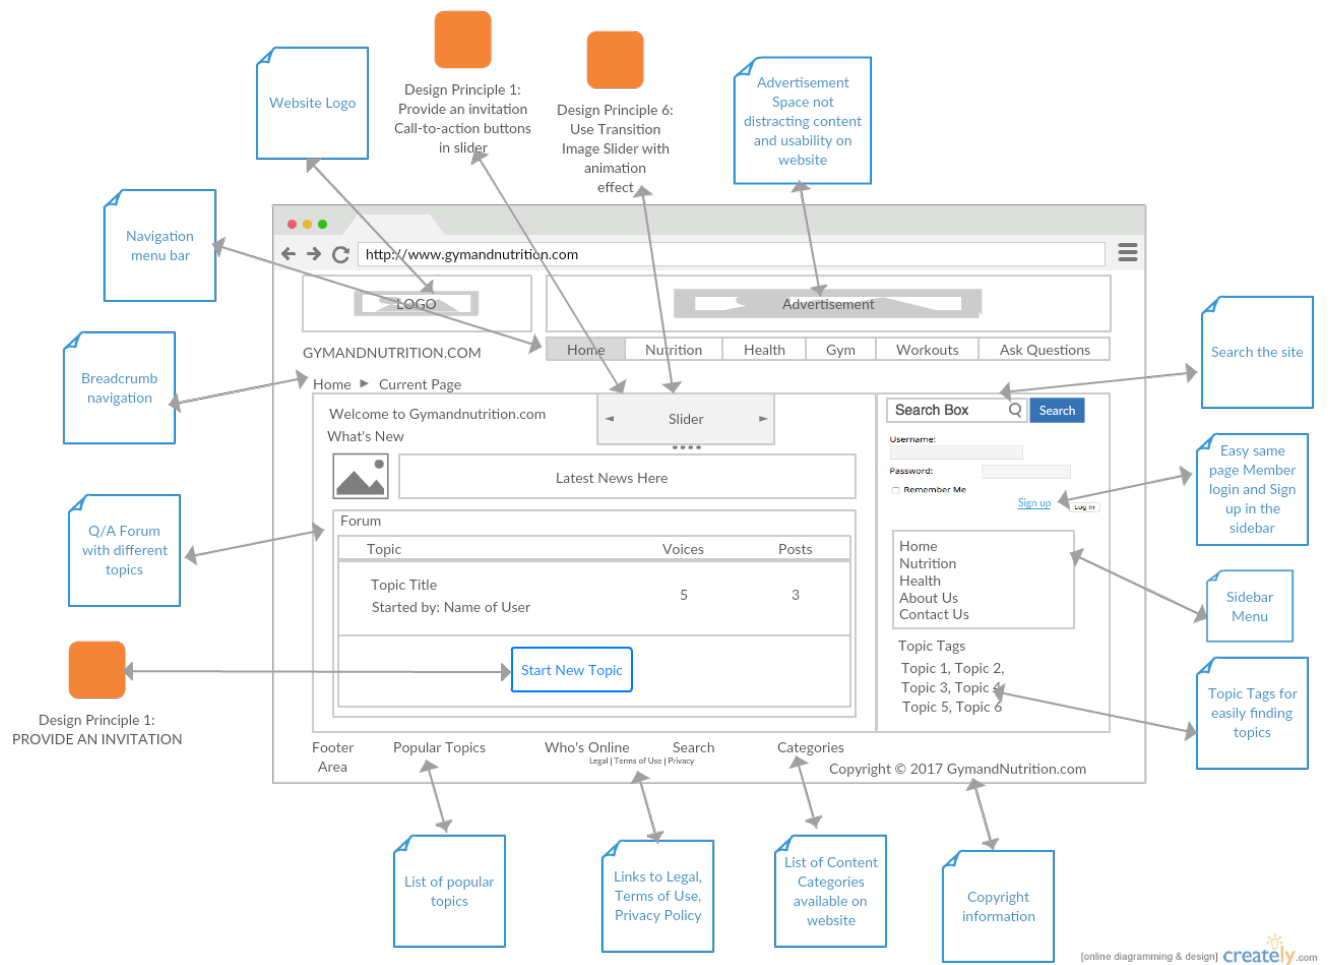 Design Principle 1:
Provide an invitation
Call-to-action buttons
in slider
Design Principle 6:
Use Transition
Image Slider with
animation
effect
Website Logo
Advertisement
Space not
distracting content
and usability on
website
Navigation
menu bar
http://www.gymandnutrition.com
LOGO
Advertisement
GYMANDNUTRITION.COM
Home
Nutrition
Health
Gym
Workouts
Ask Questions
Search the site
Breadcrumb
navigation
Home
Current Page
Welcome to Gymandnutrition.com
What's New
Slider
Search Box
Search
Username:
Password:
Remember Me
Sign up
Log in
Easy same
page Member
login and Sign
up in the
sidebar
Latest News Here
Q/A Forum
with different
topics
Forum
Topic
Voices
Posts
Topic Title
Started by: Name of User
5
3
Start New Topic
Home
Nutrition
Health
About Us
Contact Us
Sidebar
Menu
Topic Tags
Topic 1, Topic 2,
Topic 3, Topic 4
Topic 5, Topic 6
Topic Tags for
easily finding
topics
Design Principle 1:
PROVIDE AN INVITATION
Footer
Area
Popular Topics
Who's Online
Search
Categories
Legal | Terms of Use | Privacy
Copyright © 2017 GymandNutrition.com
List of popular
topics
Links to Legal,
Terms of Use,
Privacy Policy
List of Content
Categories
available on
website
Copyright
information
[online diagramming & design] creately.com